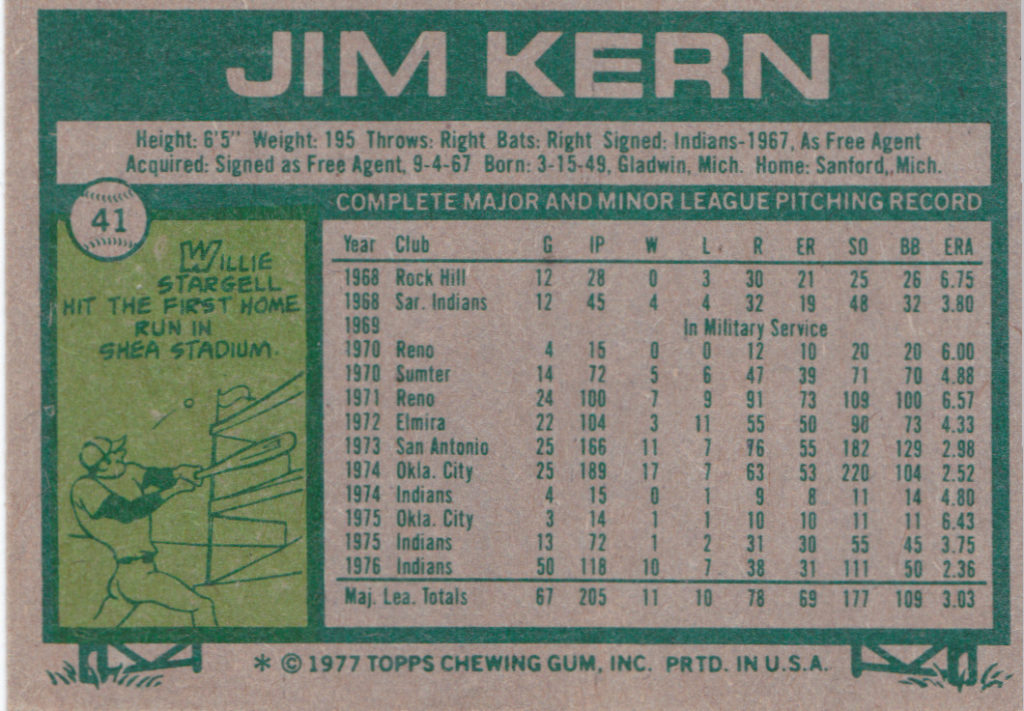 JIM KERN
Height: 6'5" Weight: 195 Throws: Right Bats: Right Signed: Indians-1967, As Free Agent
Acquired: Signed as Free Agent, 9-4-67 Born: 3-15-49, Gladwin, Mich. Home: Sanford, Mich.
41
WILLIE
STARGELL
HIT THE FIRST HOME
RUN IN
SHEA STADIUM.
COMPLETE MAJOR AND MINOR LEAGUE PITCHING RECORD
Year Club G IP W L R ER SO BB ERA
1968 Rock Hill 12 28 0 3 30 21 25 26 6.75
1968 Sar. Indians 12 45 4 4 32 19 48 32 3.80
1969 In Military Service
1970 Reno 4 15 0 0 12 10 20 20 6.00
1970 Sumter 14 72 5 6 47 39 71 70 4.88
1971 Reno 24 100 7 9 91 73 109 100 6.57
1972 Elmira 22 104 3 11 55 50 90 73 4.33
1973 San Antonio 25 166 11 7 76 55 182 129 2.98
1974 Okla. City 25 189 17 7 63 53 220 104 2.52
1974 Indians 4 15 0 1 9 8 11 14 4.80
1975 Okla. City 3 14 1 1 10 10 11 11 6.43
1975 Indians 13 72 1 2 31 30 55 45 3.75
1976 Indians 50 118 10 7 38 31 111 50 2.36
Maj. Lea. Totals 67 205 11 10 78 69 177 109 3.03
* © 1977 TOPPS CHEWING GUM, INC. PRTD. IN U.S.A.